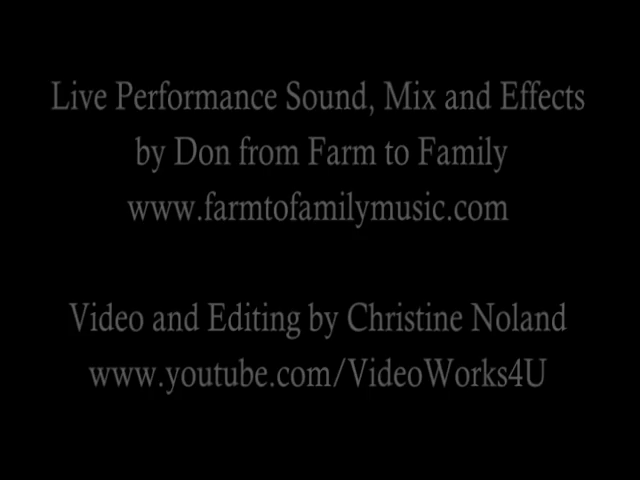 Live Performance Sound, Mix and Effects
by Don from Farm to Family
www.farmtofamilymusic.com
Video and Editing by Christine Noland
www.youtube.com/VideoWorks4U